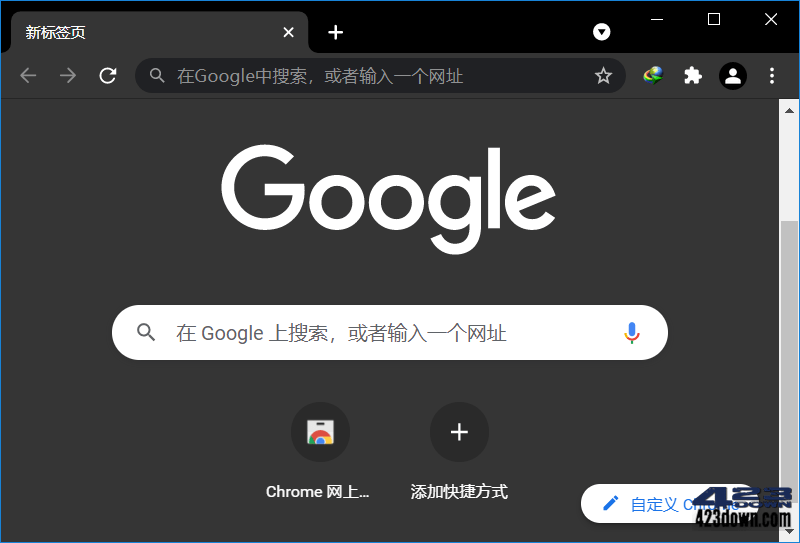 新标签页
在Google中搜索，或者输入一个网址
Google
在 Google 上搜索，或者输入一个网址
Chrome 网上...
添加快捷方式
自定义 Chrome
423
423down.com